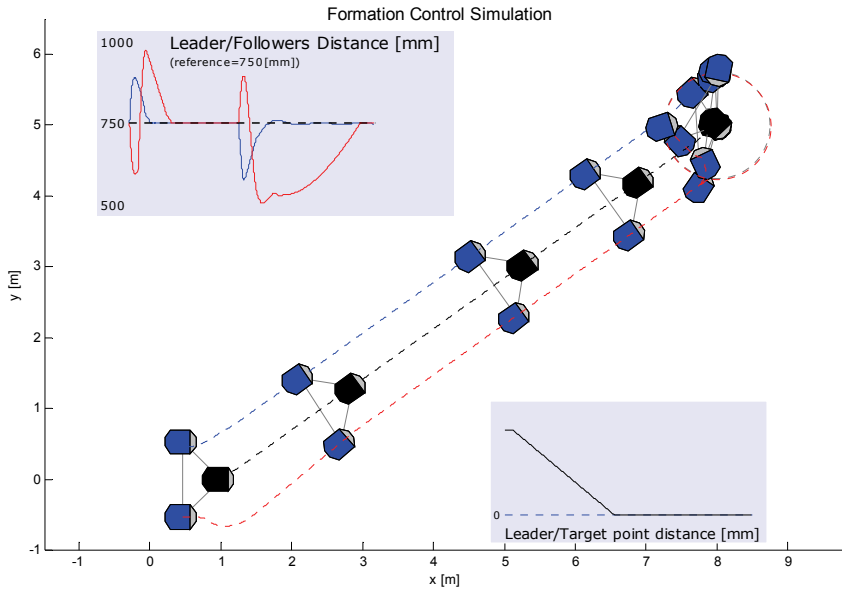 Formation Control Simulation
6
5
4
3
2
1
0
-1
y [m]
1000
Leader/Followers Distance [mm]
(reference=750[mm])
750
500
0
Leader/Target point distance [mm]
-1 0 1 2 3 4 5 6 7 8 9
x [m]